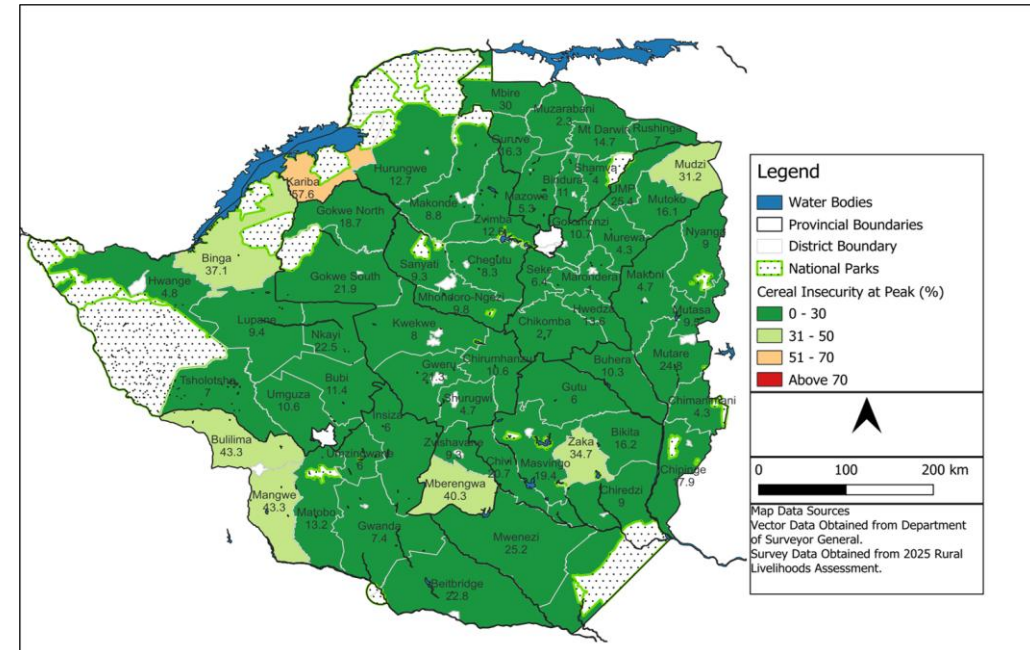 Mbire
30
Muzarabani
2.3
Mt Darwin
14.7
Rushinga
7
Guruve
16.3
Mudzi
31.2
Kariba
57.6
Hurungwe
12.7
Shamva
4
Bindura
11
UMP
25.4
Mutoko
16.1
Makonde
8.8
Mazowe
5.3
Gokwe North
18.7
Zvimba
Goromonzi
10.7
Murewa
4.3
Nyanga
9
Binga
37.1
Hwange
4.8
Sanyati
9.3
Chegutu
8.3
Seke
6.4
Marondera
Makoni
4.7
Gokwe South
21.9
Mhondoro-Ngezi
9.8
Hwedza
13.6
Mutasa
Lupane
9.4
Nkayi
22.5
Kwekwe
8
Chikomba
2.7
Buhera
10.3
Mutare
24.8
Tsholotsho
7
Umguza
10.6
Bubi
11.4
Gweru
Chirumhanzu
10.6
Shurugwi
4.7
Gutu
6
Chimanimani
4.3
Insiza
6
Bulilima
43.3
Umzingwane
6
Zvishavane
9.3
Chivi
20.7
Masvingo
19.4
Zaka
34.7
Bikita
16.2
Chipinge
7.9
Mangwe
43.3
Mberengwa
40.3
Chiredzi
9
Matobo
13.2
Gwanda
7.4
Mwenezi
25.2
Beitbridge
22.8
Legend
Water Bodies
Provincial Boundaries
District Boundary
National Parks
Cereal Insecurity at Peak (%)
0 - 30
31 - 50
51 - 70
Above 70
0 100 200 km
Map Data Sources
Vector Data Obtained from Department
of Surveyor General.
Survey Data Obtained from 2025 Rural
Livelihoods Assessment.